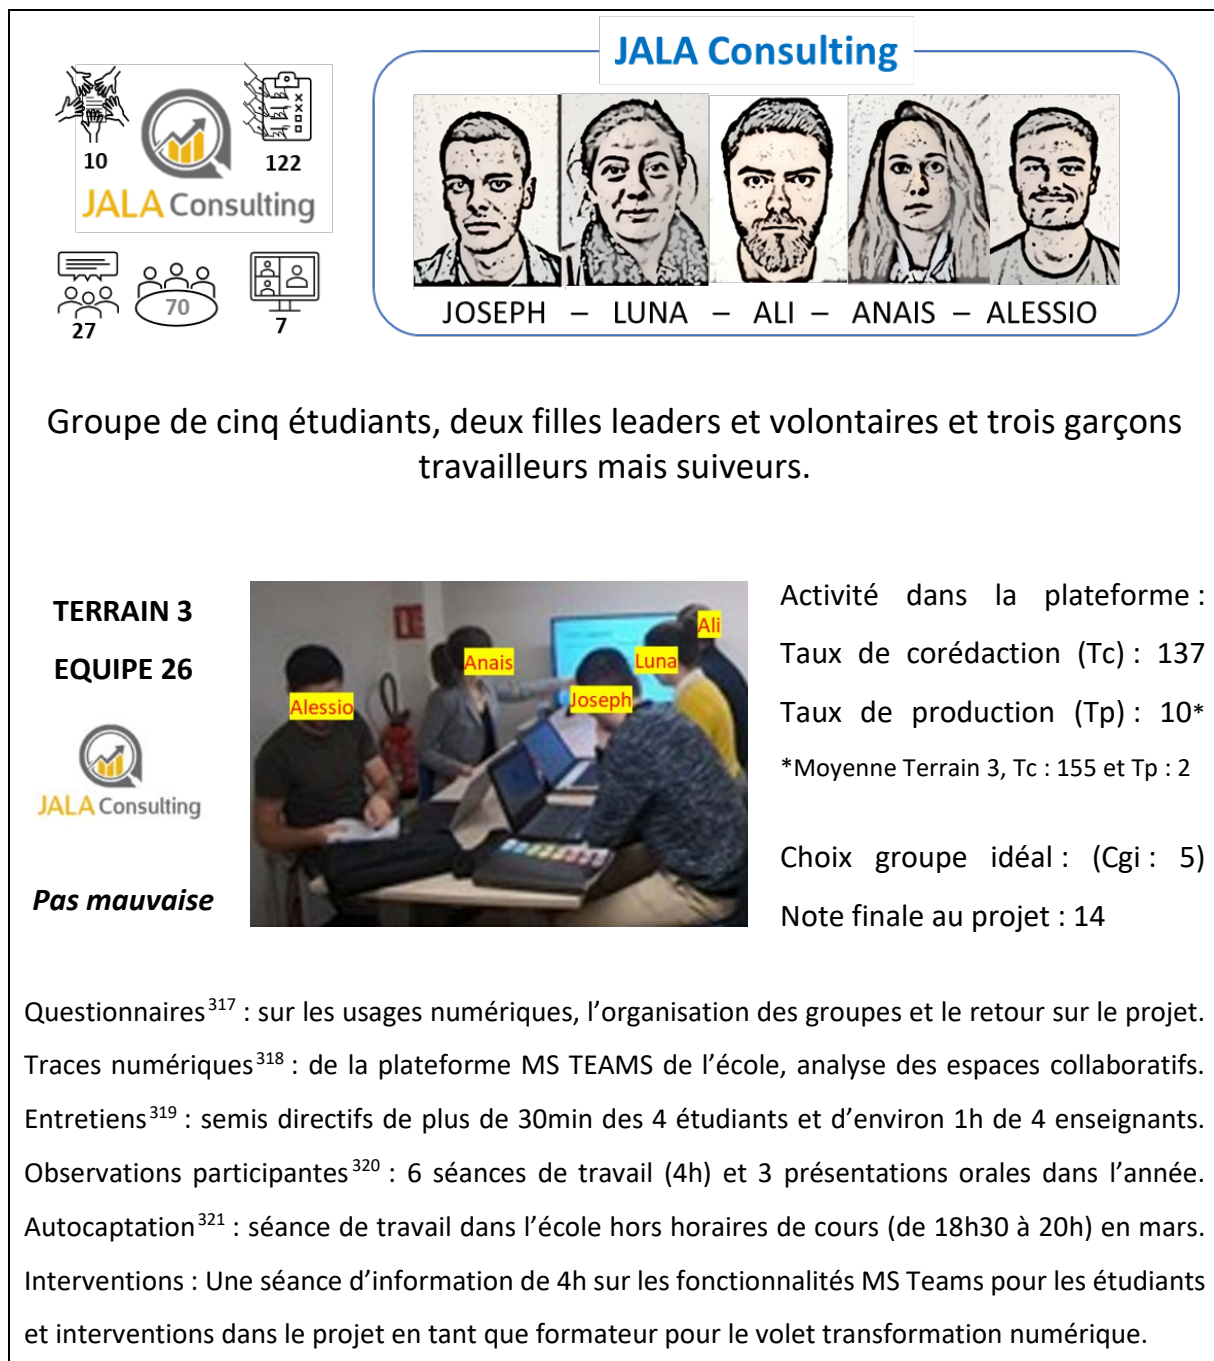 JALA Consulting
10
122
JALA Consulting
27
70
7
JOSEPH – LUNA – ALI – ANAIS – ALESSIO
Groupe de cinq étudiants, deux filles leaders et volontaires et trois garçons
travailleurs mais suiveurs.
TERRAIN 3
EQUIPE 26
JALA Consulting
Pas mauvaise
Alessio
Anais
Joseph
Luna
Ali
Activité dans la plateforme :
Taux de corédaction (Tc) : 137
Taux de production (Tp) : 10*
*Moyenne Terrain 3, Tc : 155 et Tp : 2
Choix groupe idéal : (Cgi : 5)
Note finale au projet : 14
Questionnaires317 : sur les usages numériques, l’organisation des groupes et le retour sur le projet.
Traces numériques318 : de la plateforme MS TEAMS de l’école, analyse des espaces collaboratifs.
Entretiens319 : semis directifs de plus de 30min des 4 étudiants et d’environ 1h de 4 enseignants.
Observations participantes320 : 6 séances de travail (4h) et 3 présentations orales dans l’année.
Autocaptation321 : séance de travail dans l’école hors horaires de cours (de 18h30 à 20h) en mars.
Interventions : Une séance d’information de 4h sur les fonctionnalités MS Teams pour les étudiants
et interventions dans le projet en tant que formateur pour le volet transformation numérique.